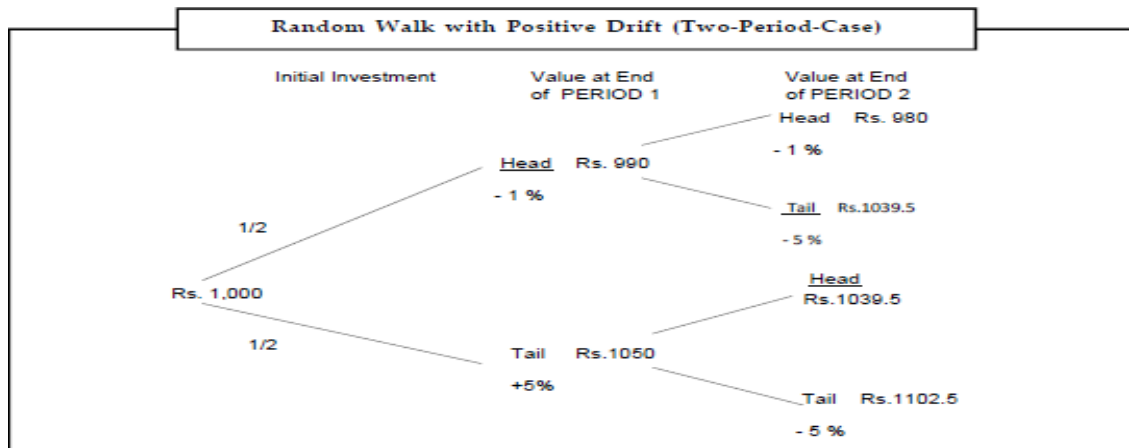 Random Walk with Positive Drift (Two-Period-Case)
Initial Investment
Value at End
of PERIOD 1
Value at End
of PERIOD 2
Head Rs. 980
- 1 %
Head Rs. 990
- 1 %
Tail Rs.1039.5
- 5 %
1/2
Rs. 1,000
Head
Rs.1039.5
1/2
Tail Rs.1050
+5%
Tail Rs.1102.5
- 5 %